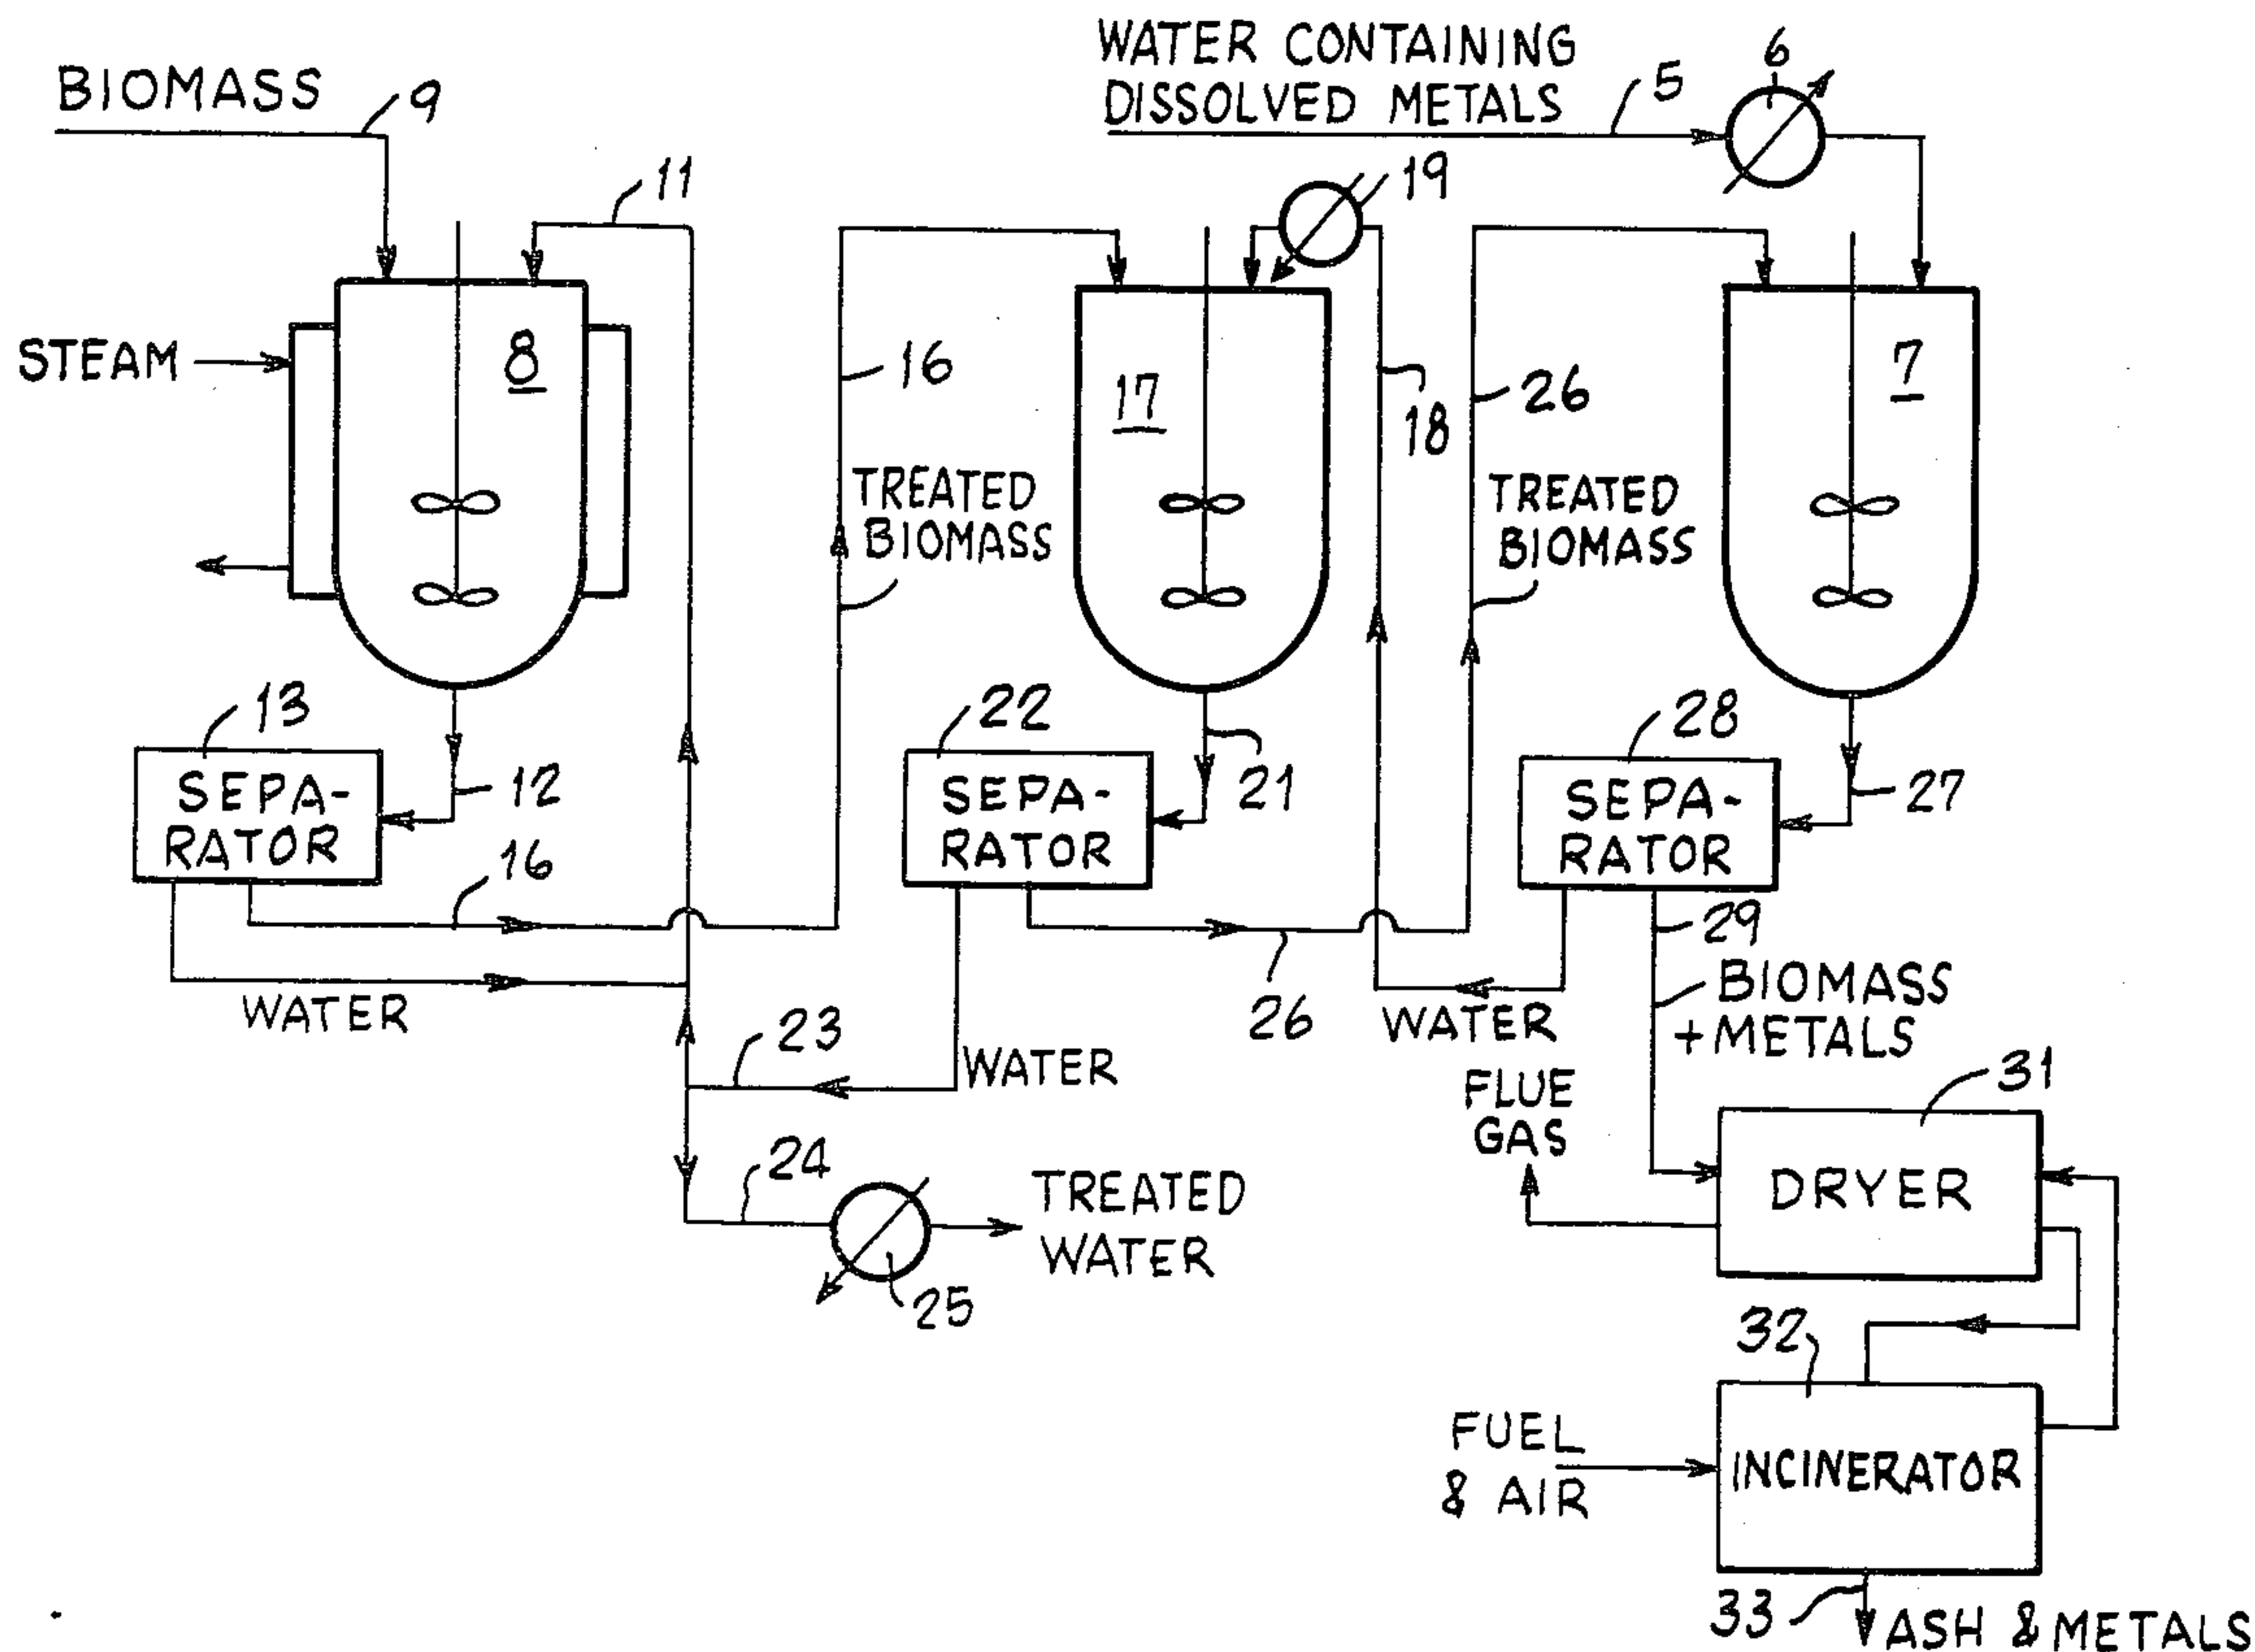 WATER CONTAINING
DISSOLVED METALS
5
6
BIOMASS
9
11
19
STEAM
8
16
17
18
26
7
TREATED
BIOMASS
TREATED
BIOMASS
13
SEPA-
RATOR
12
16
22
SEPA-
RATOR
21
28
SEPA-
RATOR
27
29
WATER
23
WATER
26
WATER
BIOMASS
+ METALS
FLUE
GAS
31
DRYER
24
TREATED
WATER
25
32
FUEL
& AIR
INCINERATOR
33
ASH & METALS